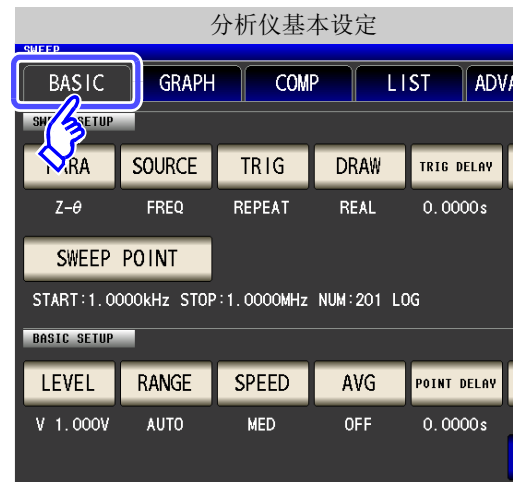 分析仪基本设定
SWEEP
BASIC GRAPH COMP LIST
SETUP
PARA SOURCE TRIG DRAW TRIG DELAY
Z-θ FREQ REPEAT REAL 0.0000s
SWEEP POINT
START:1.0000kHz STOP:1.0000MHz NUM:201 LOG
BASIC SETUP
LEVEL RANGE SPEED AVG POINT DELAY
V 1.000V AUTO MED OFF 0.0000s